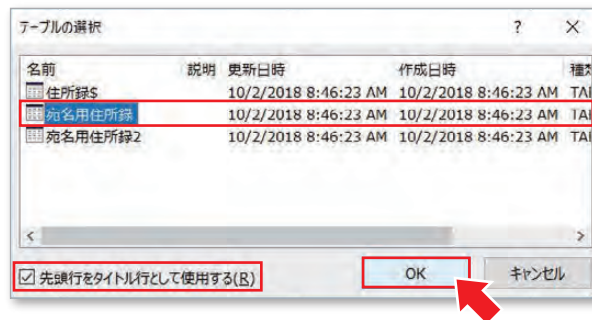 テーブルの選択 ? ×
名前 説明 更新日時 作成日時 種類
住所録$ 10/2/2018 8:46:23 AM 10/2/2018 8:46:23 AM TAB
宛名用住所録 10/2/2018 8:46:23 AM 10/2/2018 8:46:23 AM TAB
宛名用住所録2 10/2/2018 8:46:23 AM 10/2/2018 8:46:23 AM TAB
先頭行をタイトル行として使用する(R) OK キャンセル